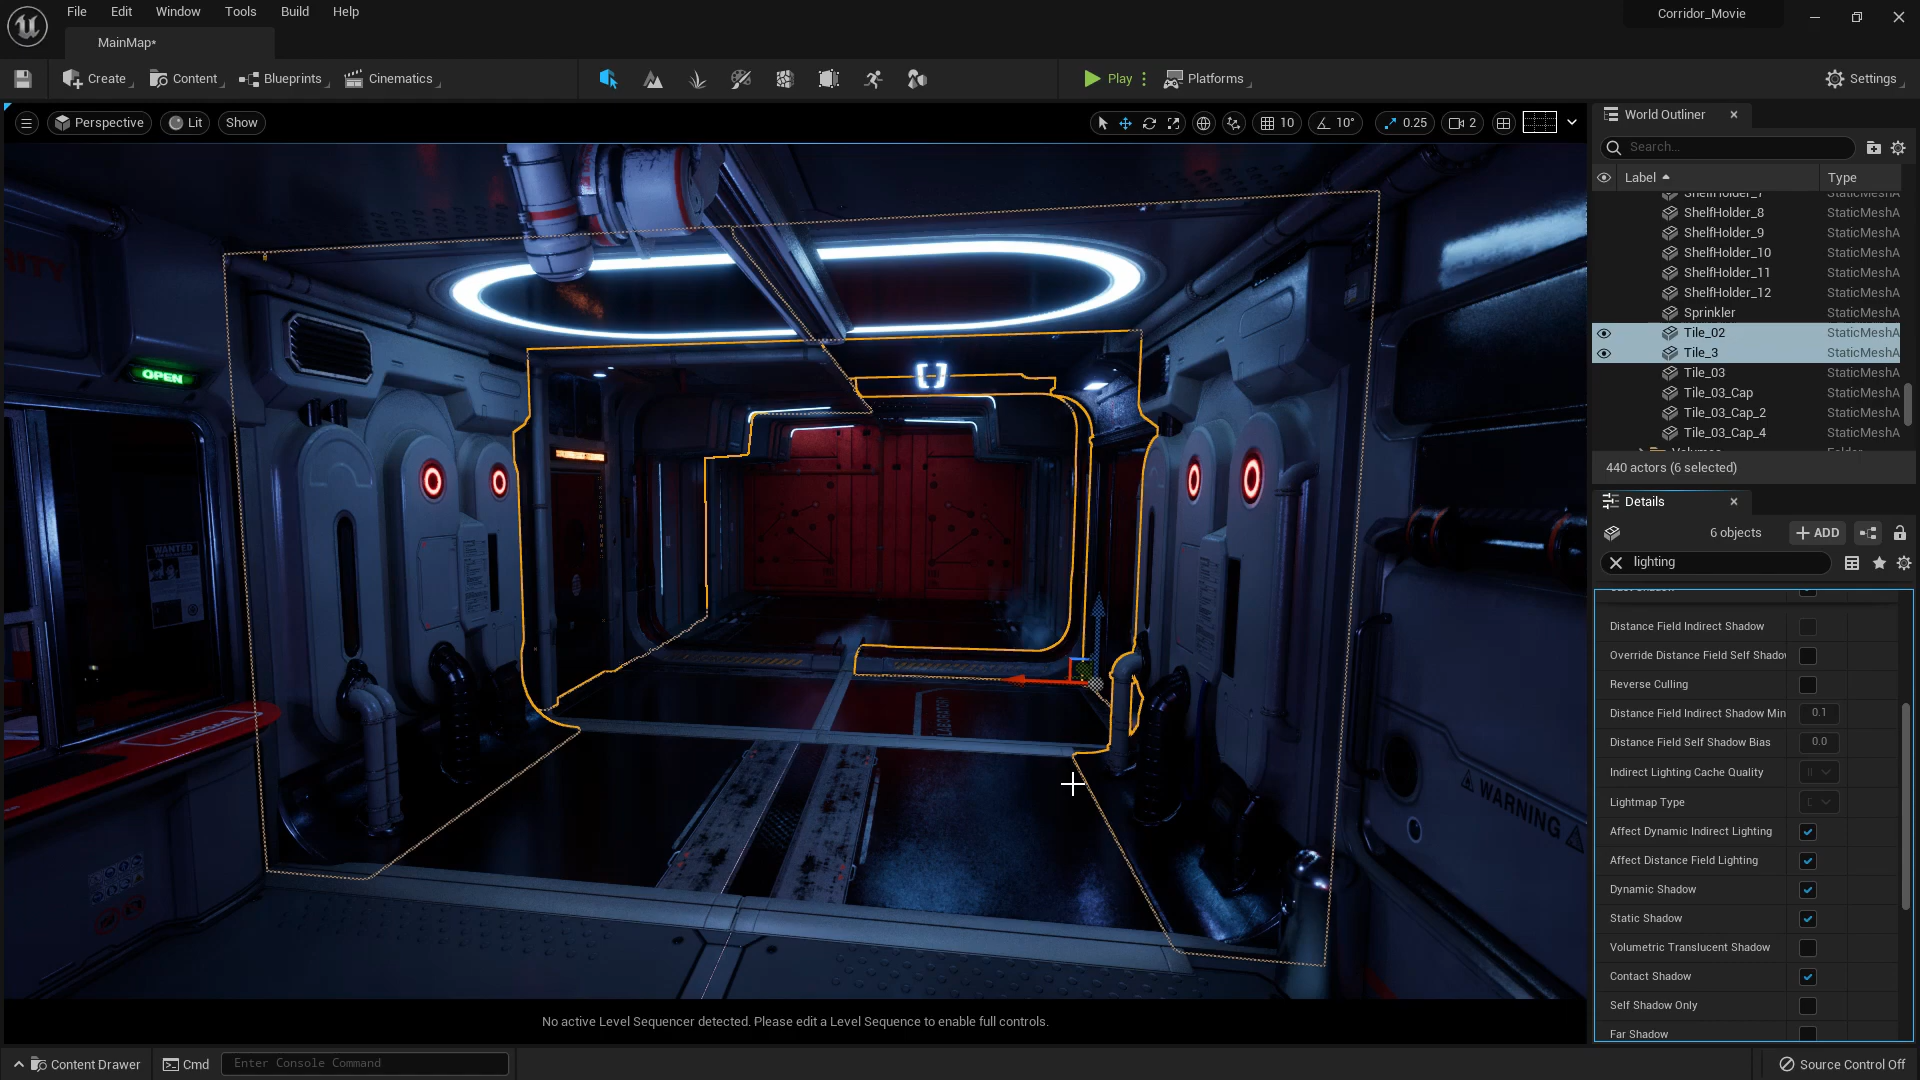 File Edit Window Tools Build Help
Corridor_Movie
MainMap*
Create Content Blueprints Cinematics Play Platforms Settings
Perspective Lit Show
10 10° 0.25 2
World Outliner
Search...
Label Type
ShelfHolder_7 StaticMeshA
ShelfHolder_8 StaticMeshA
ShelfHolder_9 StaticMeshA
ShelfHolder_10 StaticMeshA
ShelfHolder_11 StaticMeshA
ShelfHolder_12 StaticMeshA
Sprinkler StaticMeshA
Tile_02 StaticMeshA
Tile_3 StaticMeshA
Tile_03 StaticMeshA
Tile_03_Cap StaticMeshA
Tile_03_Cap_2 StaticMeshA
Tile_03_Cap_4 StaticMeshA
Volumes Folder
440 actors (6 selected)
Details
6 objects ADD
lighting
Cast Shadow
Distance Field Indirect Shadow
Override Distance Field Self Shadow
Reverse Culling
Distance Field Indirect Shadow Min 0.1
Distance Field Self Shadow Bias 0.0
Indirect Lighting Cache Quality
Lightmap Type
Affect Dynamic Indirect Lighting
Affect Distance Field Lighting
Dynamic Shadow
Static Shadow
Volumetric Translucent Shadow
Contact Shadow
Self Shadow Only
Far Shadow
OPEN
WANTED
LABORATORY
WARNING
No active Level Sequencer detected. Please edit a Level Sequence to enable full controls.
Content Drawer Cmd Enter Console Command Source Control Off